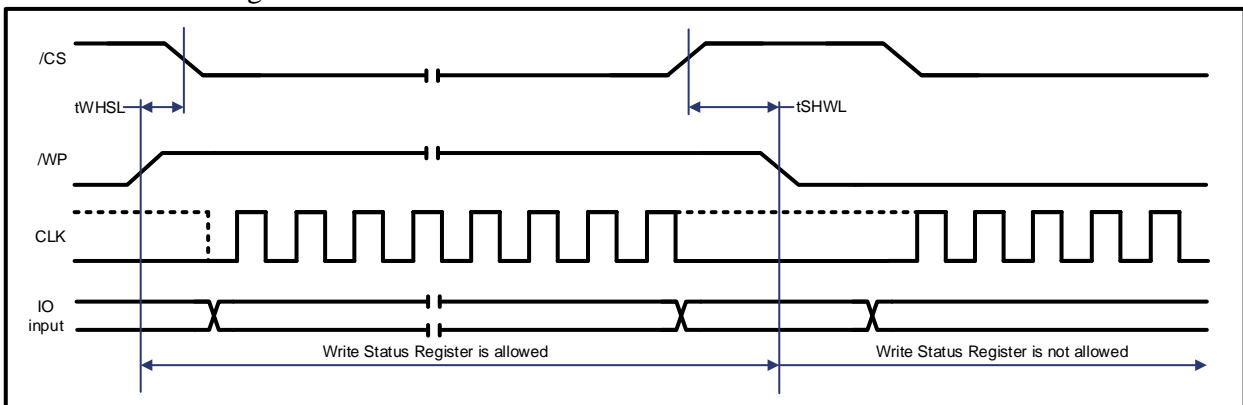 /CS
tWHSL
tSHWL
/WP
CLK
IO
input
Write Status Register is allowed
Write Status Register is not allowed